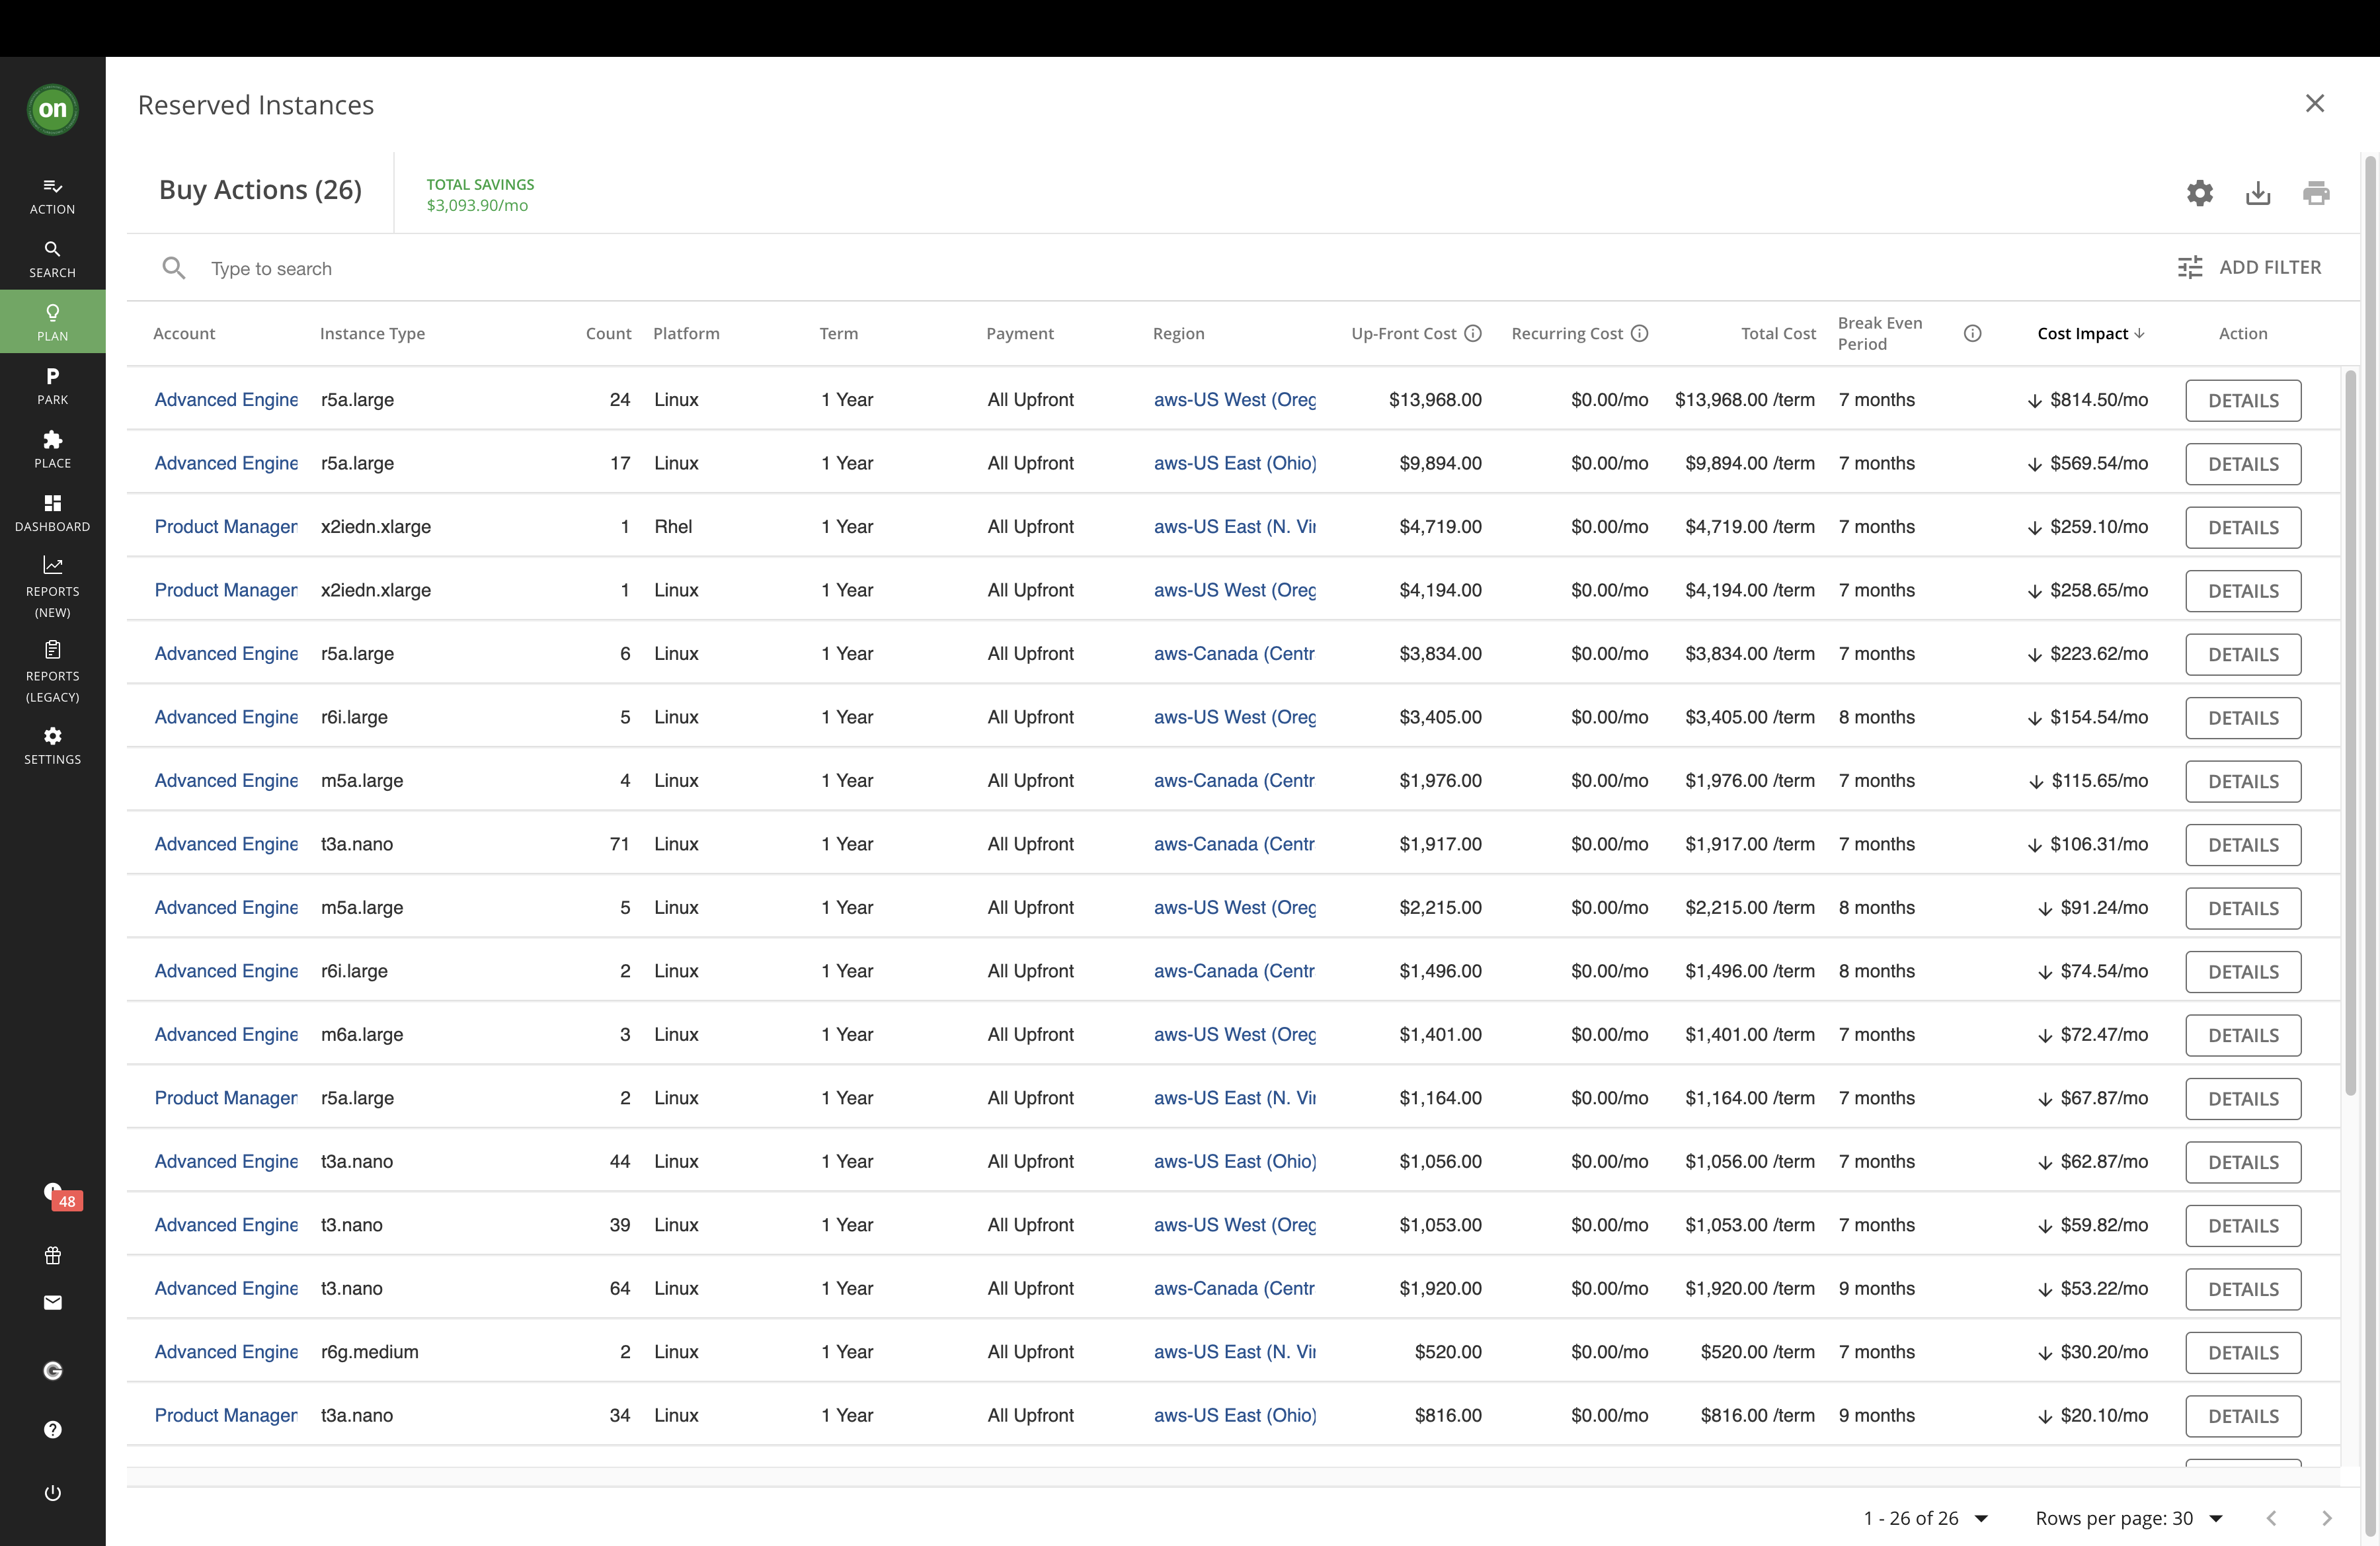 on
ACTION
SEARCH
PLAN
PARK
PLACE
DASHBOARD
REPORTS
(NEW)
REPORTS
(LEGACY)
SETTINGS
48
Reserved Instances
Buy Actions (26)
TOTAL SAVINGS
$3,093.90/mo
Type to search
ADD FILTER
Account Instance Type Count Platform Term Payment Region Up-Front Cost Recurring Cost Total Cost Break Even Period Cost Impact Action
Advanced Engine r5a.large 24 Linux 1 Year All Upfront aws-US West (Oreg $13,968.00 $0.00/mo $13,968.00 /term 7 months ↓ $814.50/mo DETAILS
Advanced Engine r5a.large 17 Linux 1 Year All Upfront aws-US East (Ohio) $9,894.00 $0.00/mo $9,894.00 /term 7 months ↓ $569.54/mo DETAILS
Product Manager x2iedn.xlarge 1 Rhel 1 Year All Upfront aws-US East (N. Vir $4,719.00 $0.00/mo $4,719.00 /term 7 months ↓ $259.10/mo DETAILS
Product Manager x2iedn.xlarge 1 Linux 1 Year All Upfront aws-US West (Oreg $4,194.00 $0.00/mo $4,194.00 /term 7 months ↓ $258.65/mo DETAILS
Advanced Engine r5a.large 6 Linux 1 Year All Upfront aws-Canada (Centr $3,834.00 $0.00/mo $3,834.00 /term 7 months ↓ $223.62/mo DETAILS
Advanced Engine r6i.large 5 Linux 1 Year All Upfront aws-US West (Oreg $3,405.00 $0.00/mo $3,405.00 /term 8 months ↓ $154.54/mo DETAILS
Advanced Engine m5a.large 4 Linux 1 Year All Upfront aws-Canada (Centr $1,976.00 $0.00/mo $1,976.00 /term 7 months ↓ $115.65/mo DETAILS
Advanced Engine t3a.nano 71 Linux 1 Year All Upfront aws-Canada (Centr $1,917.00 $0.00/mo $1,917.00 /term 7 months ↓ $106.31/mo DETAILS
Advanced Engine m5a.large 5 Linux 1 Year All Upfront aws-US West (Oreg $2,215.00 $0.00/mo $2,215.00 /term 8 months ↓ $91.24/mo DETAILS
Advanced Engine r6i.large 2 Linux 1 Year All Upfront aws-Canada (Centr $1,496.00 $0.00/mo $1,496.00 /term 8 months ↓ $74.54/mo DETAILS
Advanced Engine m6a.large 3 Linux 1 Year All Upfront aws-US West (Oreg $1,401.00 $0.00/mo $1,401.00 /term 7 months ↓ $72.47/mo DETAILS
Product Manager r5a.large 2 Linux 1 Year All Upfront aws-US East (N. Vir $1,164.00 $0.00/mo $1,164.00 /term 7 months ↓ $67.87/mo DETAILS
Advanced Engine t3a.nano 44 Linux 1 Year All Upfront aws-US East (Ohio) $1,056.00 $0.00/mo $1,056.00 /term 7 months ↓ $62.87/mo DETAILS
Advanced Engine t3.nano 39 Linux 1 Year All Upfront aws-US West (Oreg $1,053.00 $0.00/mo $1,053.00 /term 7 months ↓ $59.82/mo DETAILS
Advanced Engine t3.nano 64 Linux 1 Year All Upfront aws-Canada (Centr $1,920.00 $0.00/mo $1,920.00 /term 9 months ↓ $53.22/mo DETAILS
Advanced Engine r6g.medium 2 Linux 1 Year All Upfront aws-US East (N. Vir $520.00 $0.00/mo $520.00 /term 7 months ↓ $30.20/mo DETAILS
Product Manager t3a.nano 34 Linux 1 Year All Upfront aws-US East (Ohio) $816.00 $0.00/mo $816.00 /term 9 months ↓ $20.10/mo DETAILS
1 - 26 of 26 Rows per page: 30